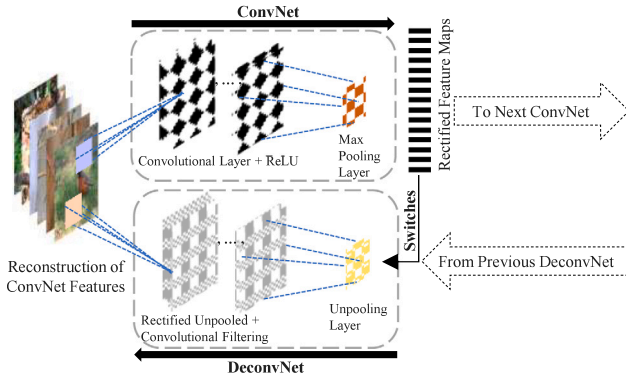 ConvNet
Convolutional Layer + ReLU
Max
Pooling
Layer
Rectified Feature Maps
To Next ConvNet
Switches
From Previous DeconvNet
Reconstruction of
ConvNet Features
Rectified Unpooled +
Convolutional Filtering
Unpooling
Layer
DeconvNet